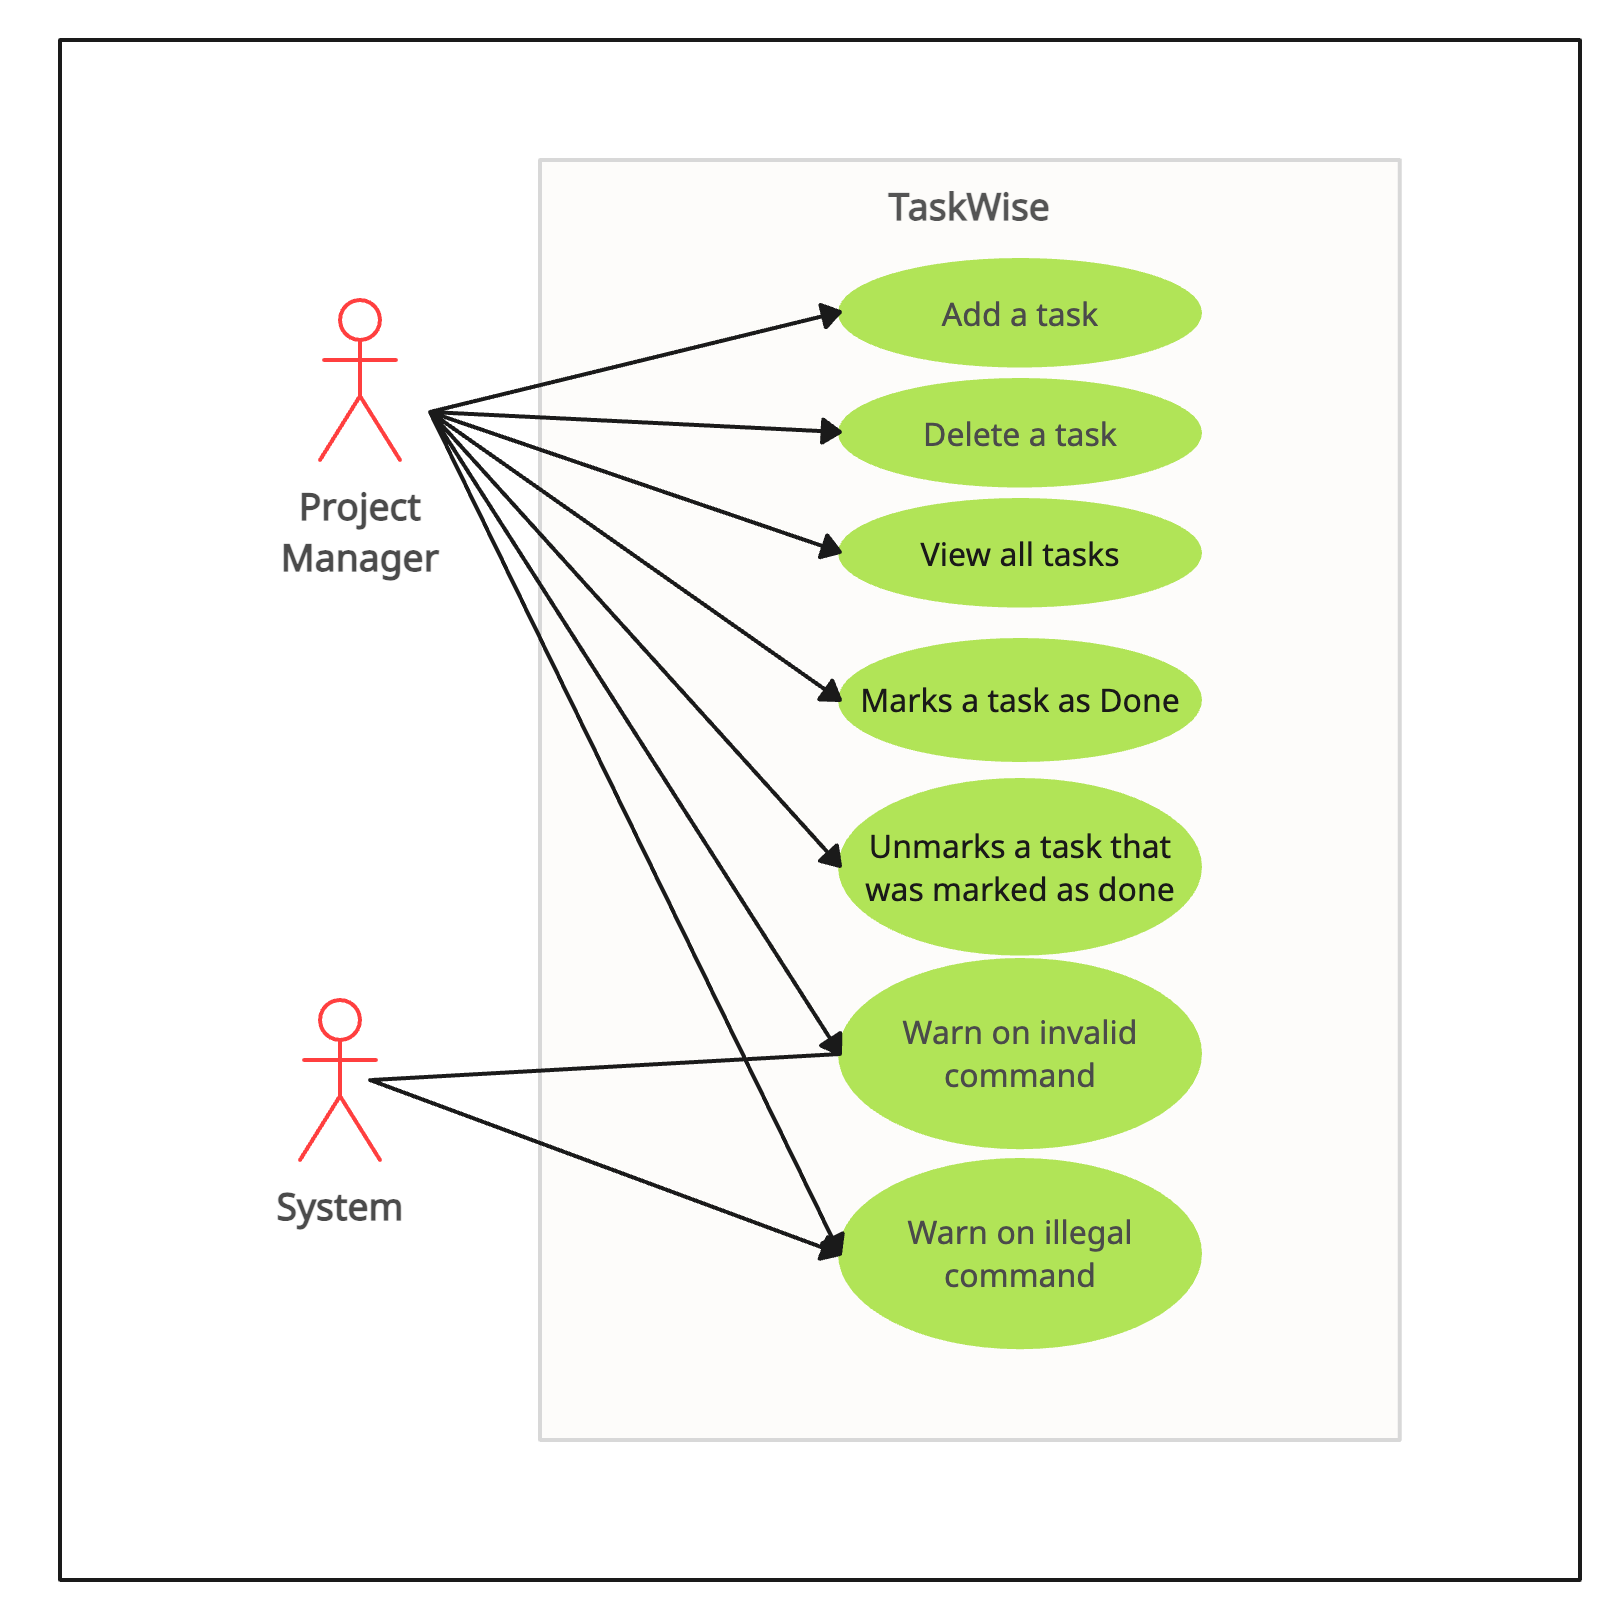 TaskWise
Add a task
Delete a task
View all tasks
Marks a task as Done
Unmarks a task that
was marked as done
Warn on invalid
command
Warn on illegal
command
Project
Manager
System